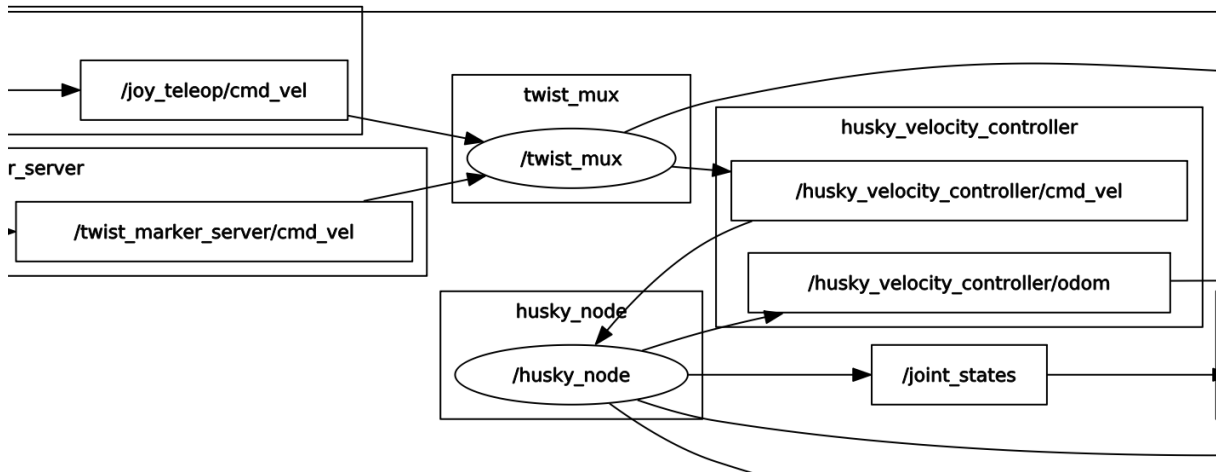 /joy_teleop/cmd_vel
r_server
/twist_marker_server/cmd_vel
twist_mux
/twist_mux
husky_velocity_controller
/husky_velocity_controller/cmd_vel
/husky_velocity_controller/odom
husky_node
/husky_node
/joint_states